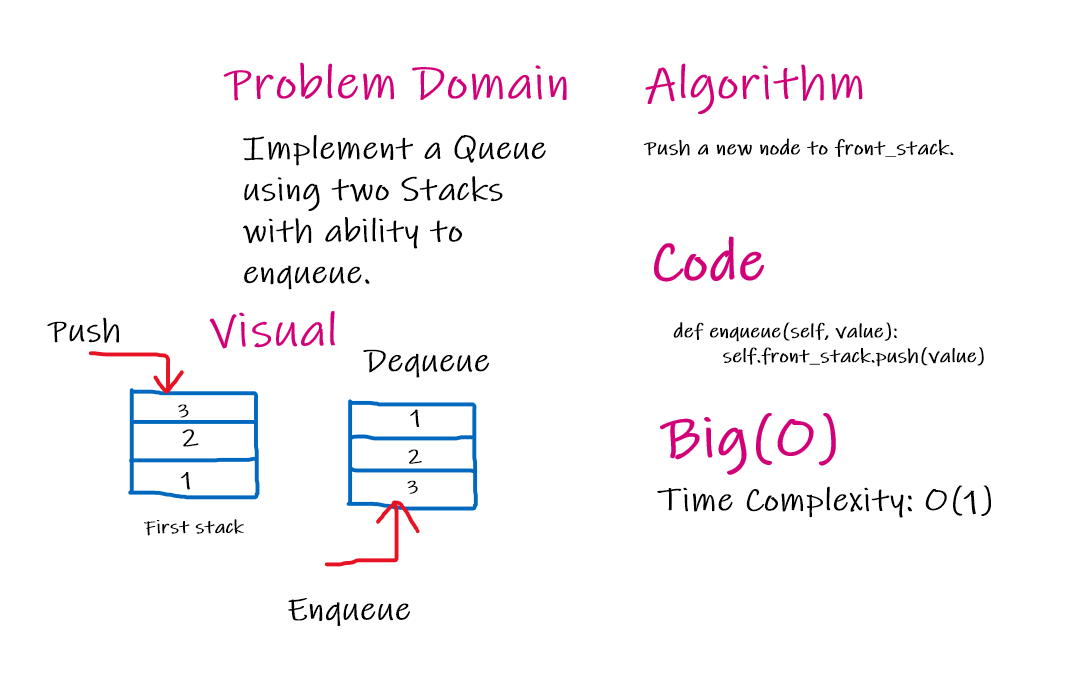 Problem Domain
Implement a Queue
using two Stacks
with ability to
enqueue.
Visual
Push
3
2
1
First stack
Dequeue
1
2
3
Enqueue
Algorithm
Push a new node to front_stack.
Code
def enqueue(self, value):
self.front_stack.push(value)
Big(O)
Time Complexity: O(1)